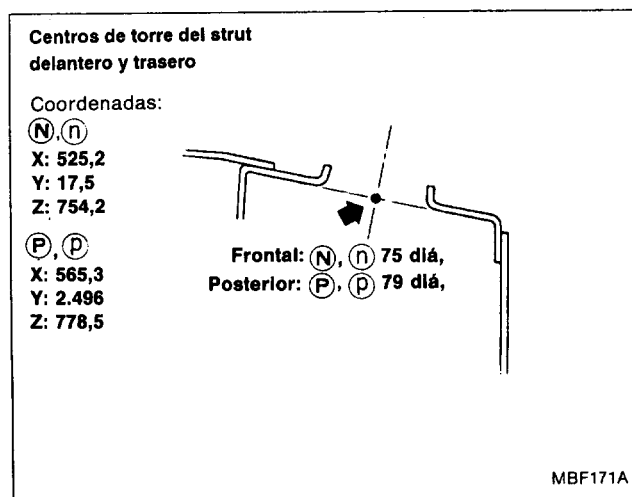 Centros de torre del strut
delantero y trasero
Coordenadas:
Ⓝ,ⓝ
X: 525,2
Y: 17,5
Z: 754,2
Ⓟ,ⓟ
X: 565,3
Y: 2.496
Z: 778,5
Frontal: Ⓝ, ⓝ 75 diá,
Posterior: Ⓟ, ⓟ 79 diá,
MBF171A